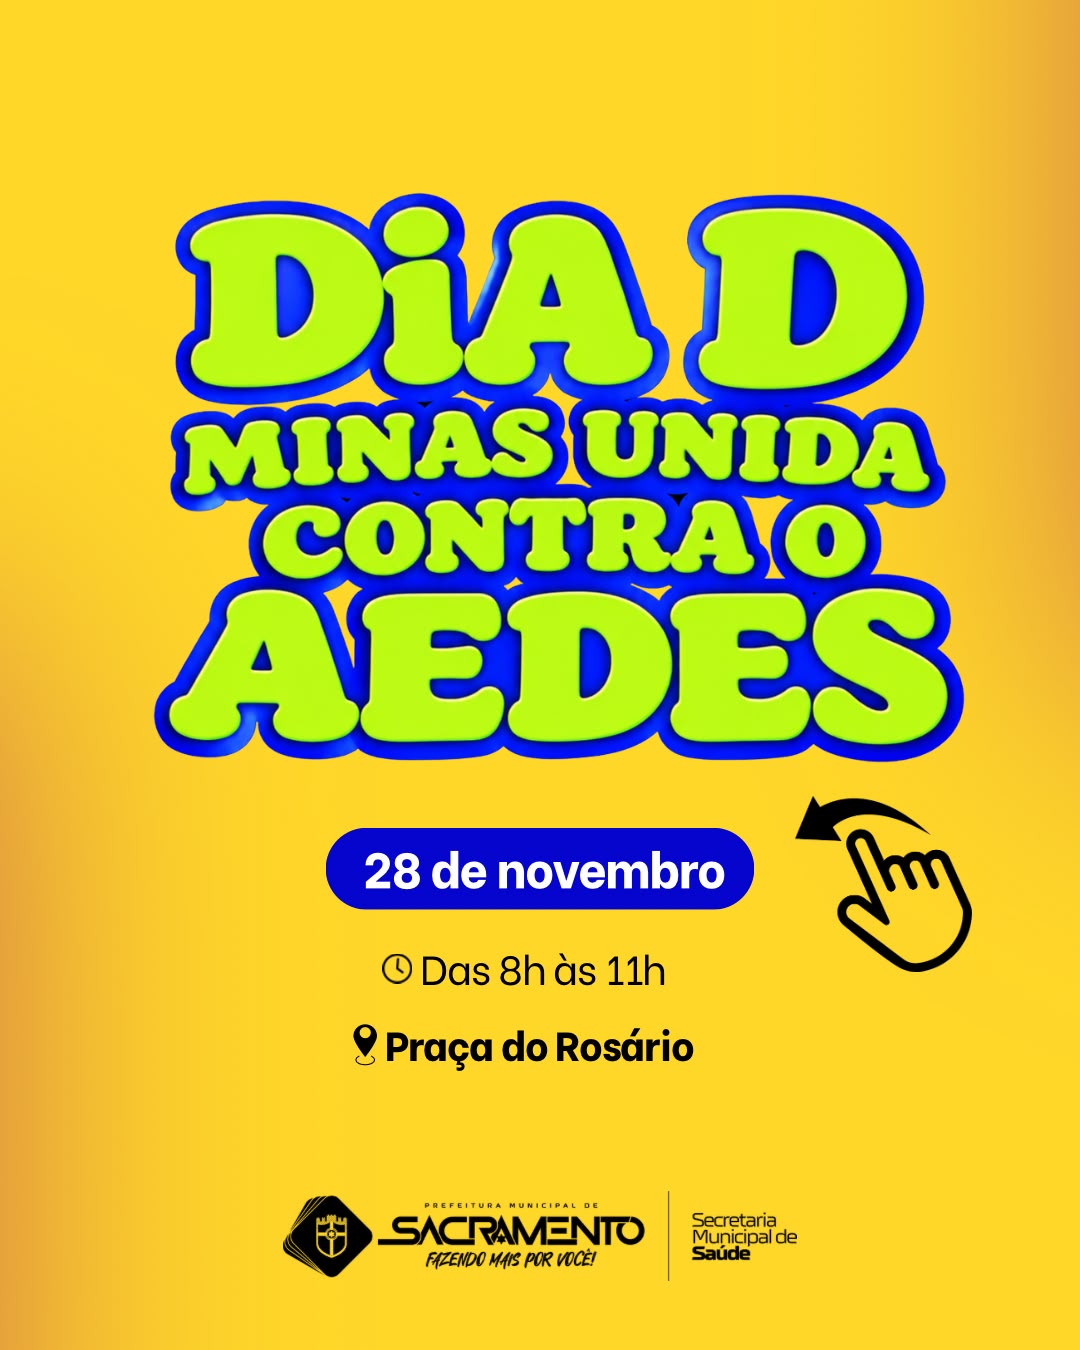 DiA D
MINAS UNIDA
CONTRA O
AEDES
28 de novembro
Das 8h às 11h
Praça do Rosário
PREFEITURA MUNICIPAL DE
SACRAMENTO
FAZENDO MAIS POR VOCÊ!
Secretaria
Municipal de
Saúde